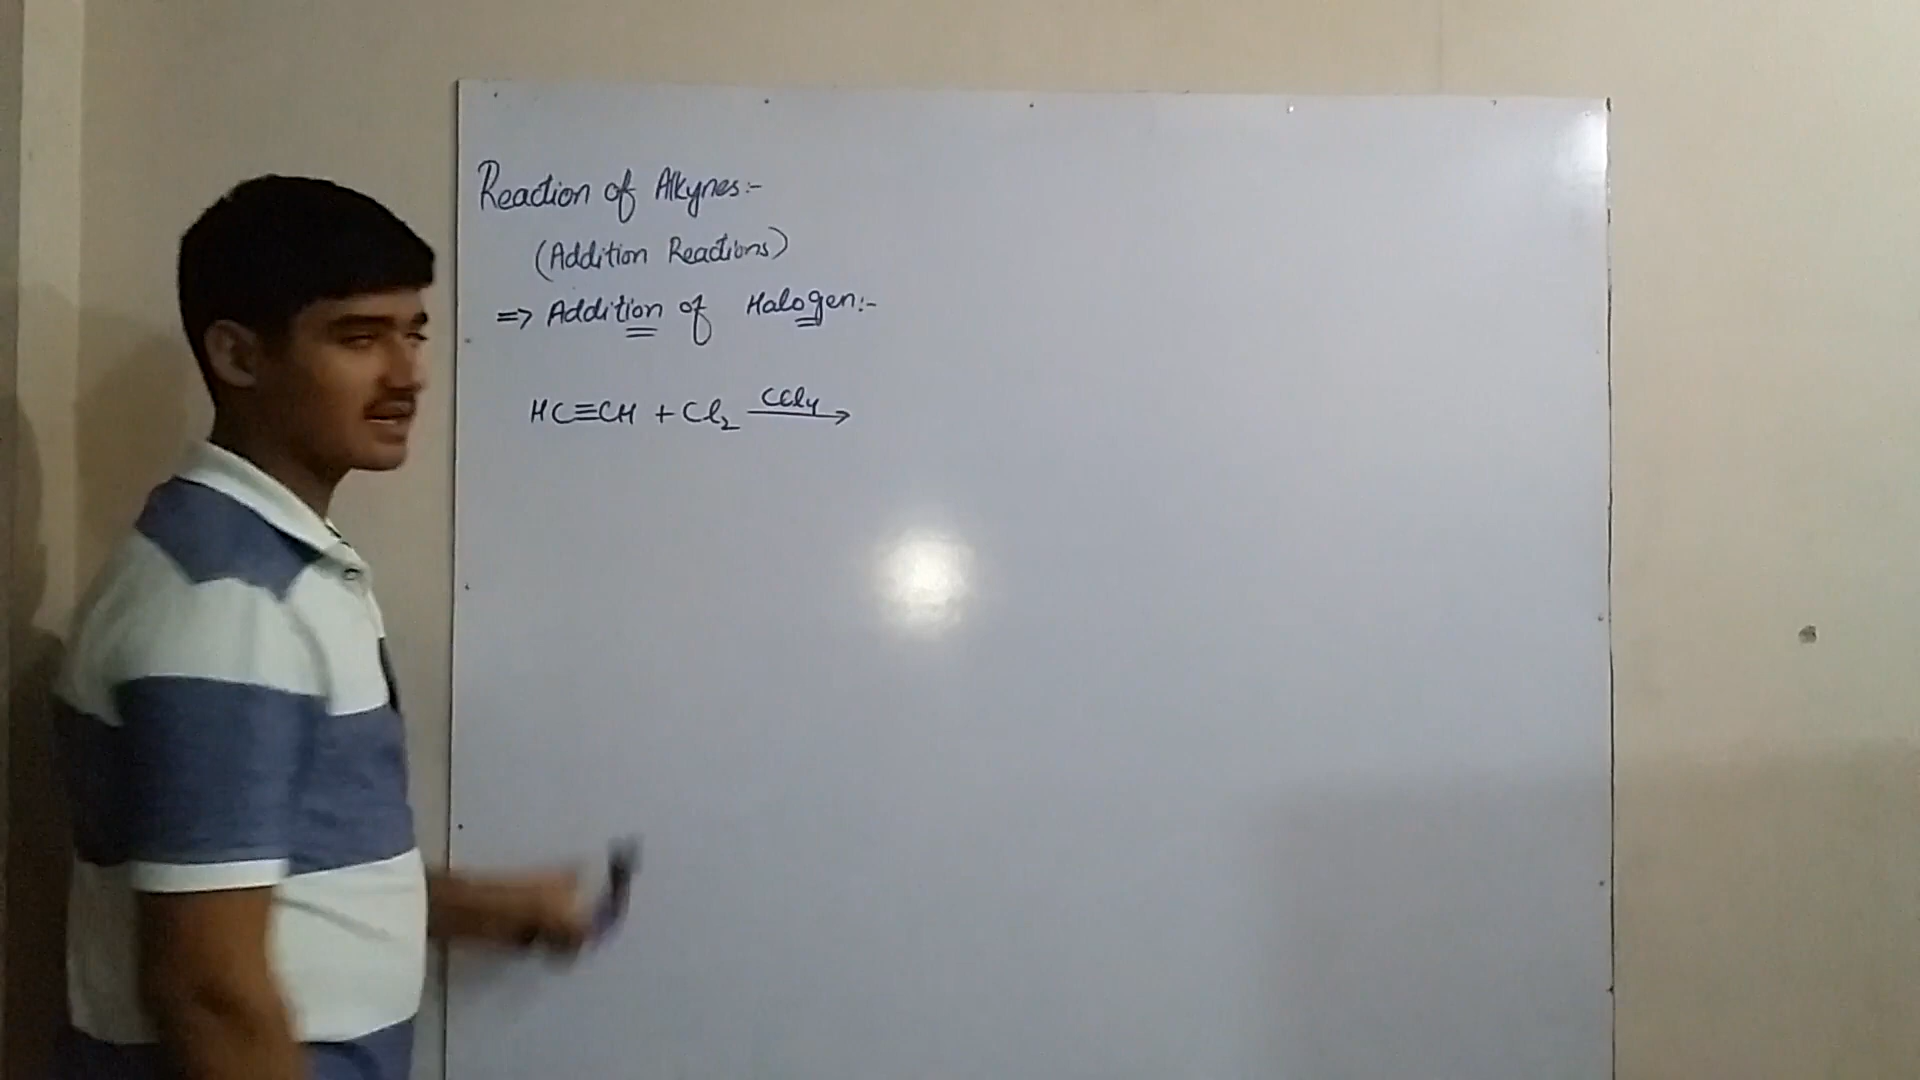 Reaction of Alkynes:-
(Addition Reactions)
=> Addition of Halogen:-
HC≡CH + Cl₂ CCl₄ →